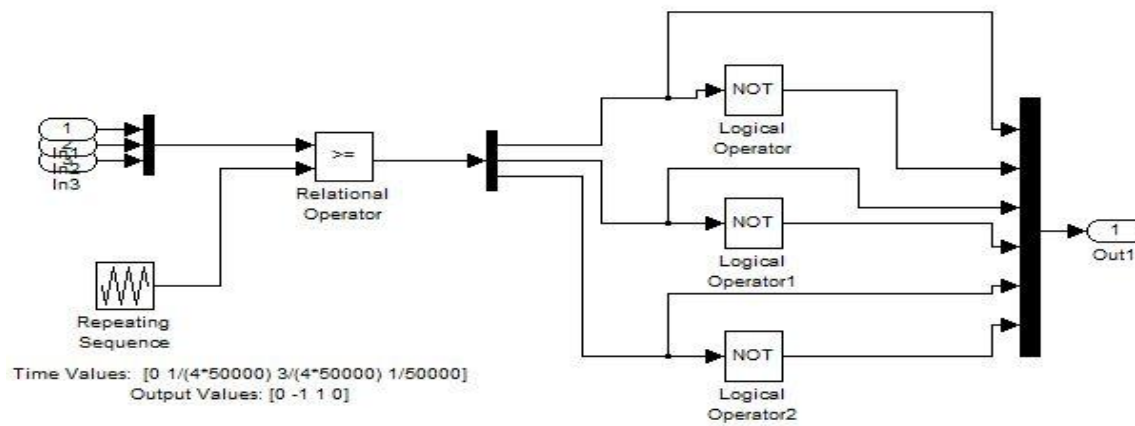 1
2
3
In1
In2
In3
>=
Relational
Operator
Repeating
Sequence
Time Values: [0 1/(4*50000) 3/(4*50000) 1/50000]
Output Values: [0 -1 1 0]
NOT
Logical
Operator
NOT
Logical
Operator1
NOT
Logical
Operator2
1
Out1